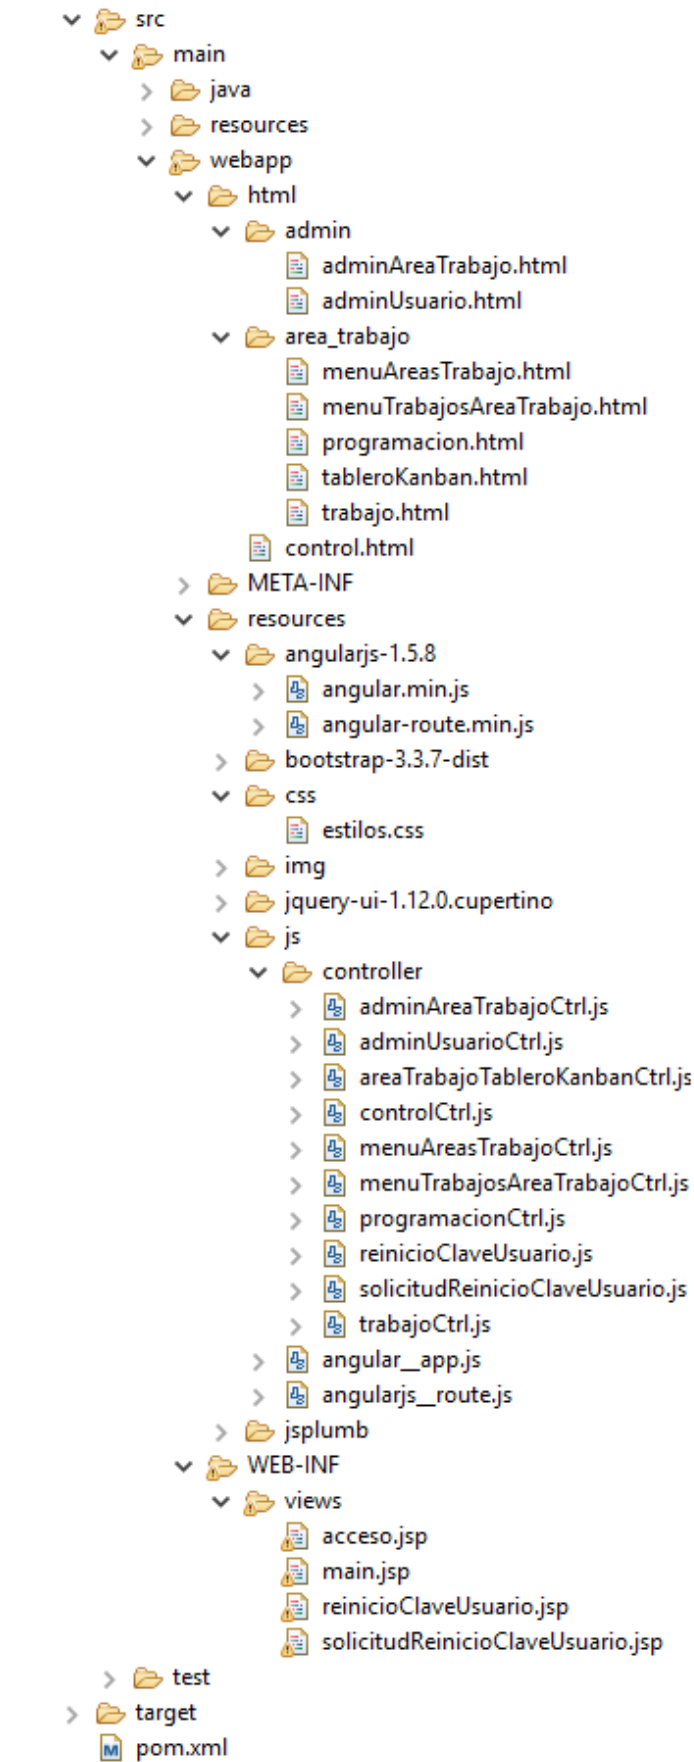 src
main
java
resources
webapp
html
admin
adminAreaTrabajo.html
adminUsuario.html
area_trabajo
menuAreasTrabajo.html
menuTrabajosAreaTrabajo.html
programacion.html
tableroKanban.html
trabajo.html
control.html
META-INF
resources
angularjs-1.5.8
angular.min.js
angular-route.min.js
bootstrap-3.3.7-dist
css
estilos.css
img
jquery-ui-1.12.0.cupertino
js
controller
adminAreaTrabajoCtrl.js
adminUsuarioCtrl.js
areaTrabajoTableroKanbanCtrl.js
controlCtrl.js
menuAreasTrabajoCtrl.js
menuTrabajosAreaTrabajoCtrl.js
programacionCtrl.js
reinicioClaveUsuario.js
solicitudReinicioClaveUsuario.js
trabajoCtrl.js
angular__app.js
angularjs__route.js
jsplumb
WEB-INF
views
acceso.jsp
main.jsp
reinicioClaveUsuario.jsp
solicitudReinicioClaveUsuario.jsp
test
target
pom.xml